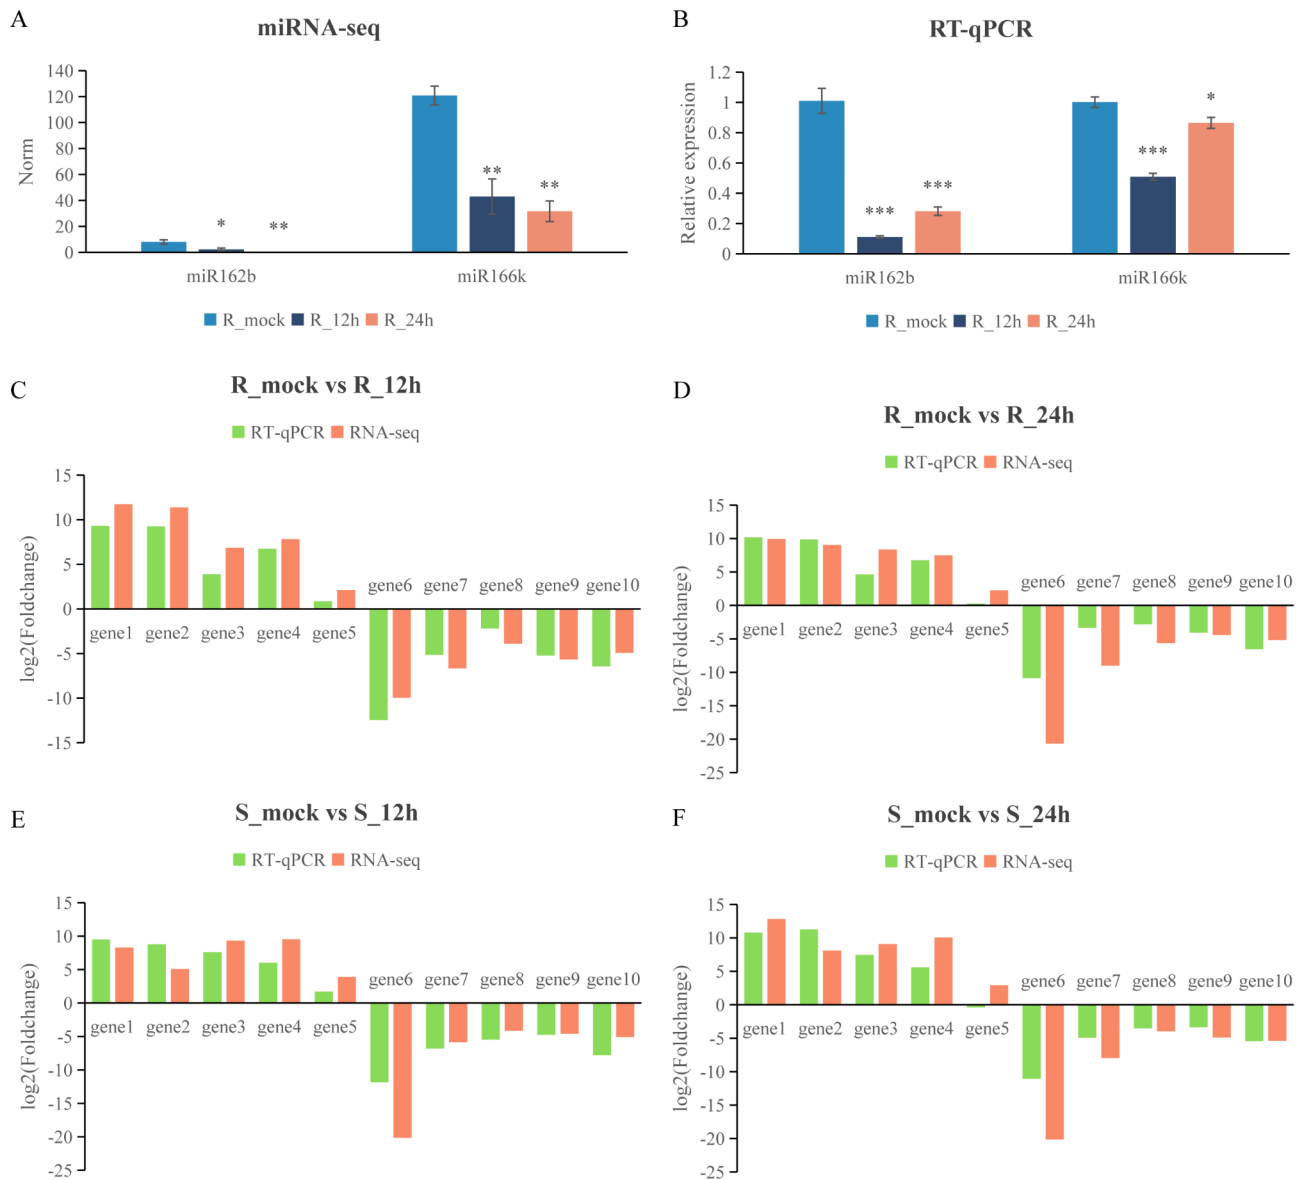 A
miRNA-seq
Norm
140
120
100
80
60
40
20
0
*
**
**
**
miR162b
miR166k
R_mock R_12h R_24h
B
RT-qPCR
Relative expression
1.2
1
0.8
0.6
0.4
0.2
0
***
***
***
*
miR162b
miR166k
R_mock R_12h R_24h
C
R_mock vs R_12h
RT-qPCR RNA-seq
log2(Foldchange)
15
10
5
0
-5
-10
-15
gene6 gene7 gene8 gene9 gene10
gene1 gene2 gene3 gene4 gene5
D
R_mock vs R_24h
RT-qPCR RNA-seq
log2(Foldchange)
15
10
5
0
-5
-10
-15
-20
-25
gene6 gene7 gene8 gene9 gene10
gene1 gene2 gene3 gene4 gene5
E
S_mock vs S_12h
RT-qPCR RNA-seq
log2(Foldchange)
15
10
5
0
-5
-10
-15
-20
-25
gene6 gene7 gene8 gene9 gene10
gene1 gene2 gene3 gene4 gene5
F
S_mock vs S_24h
RT-qPCR RNA-seq
log2(Foldchange)
15
10
5
0
-5
-10
-15
-20
-25
gene6 gene7 gene8 gene9 gene10
gene1 gene2 gene3 gene4 gene5